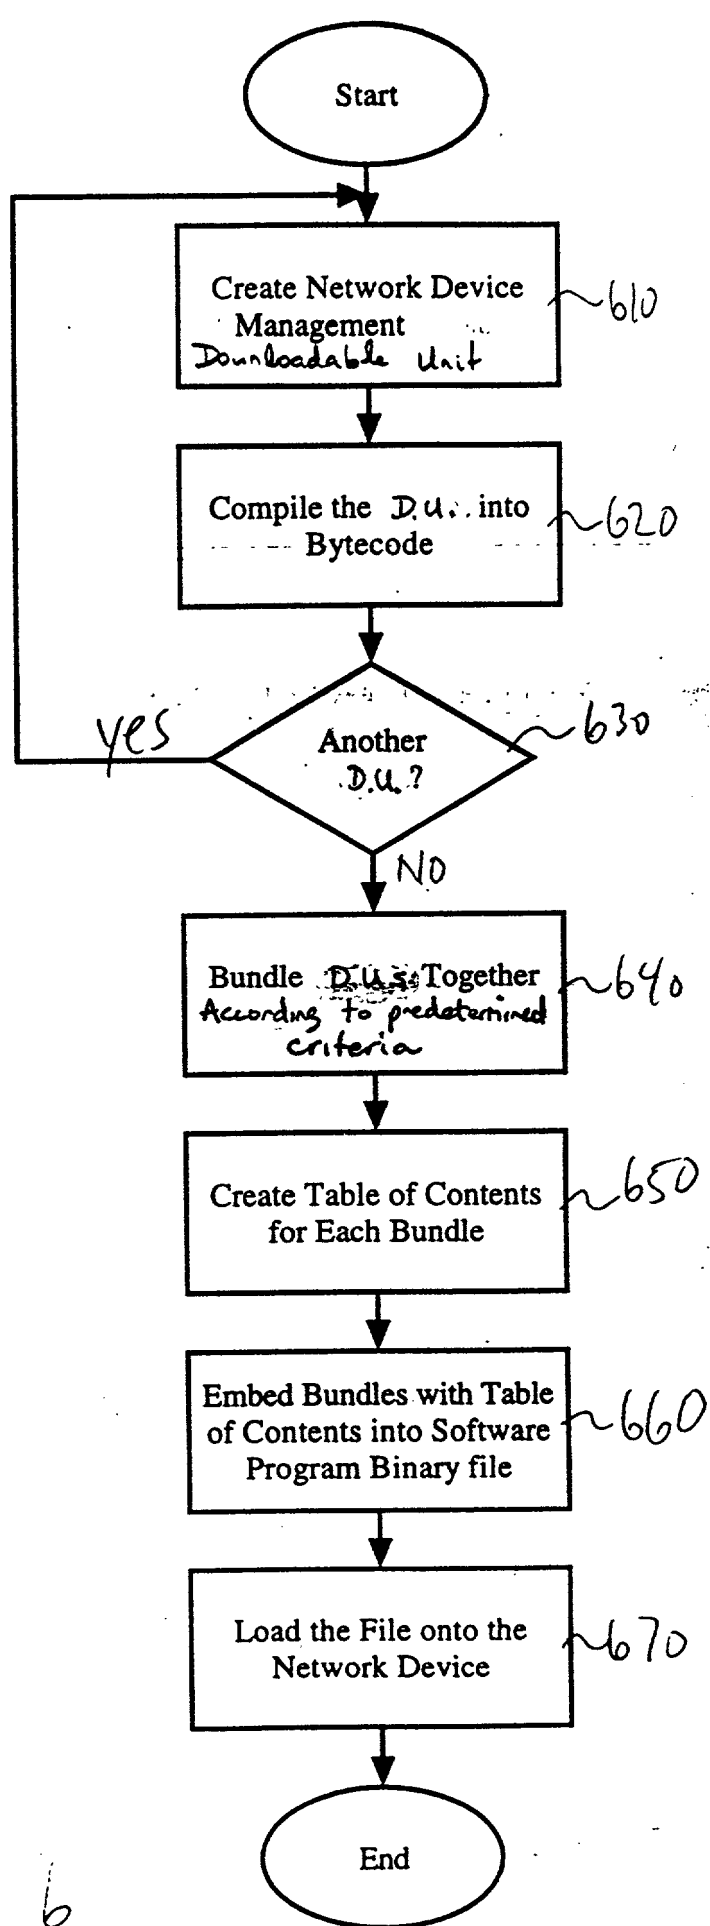 Start
Create Network Device
Management
Downloadable Unit
610
Compile the D.U. into
Bytecode
620
Another
D.U.?
630
yes
NO
Bundle D.U.s Together
According to predetermined
criteria
640
Create Table of Contents
for Each Bundle
650
Embed Bundles with Table
of Contents into Software
Program Binary file
660
Load the File onto the
Network Device
670
End
6